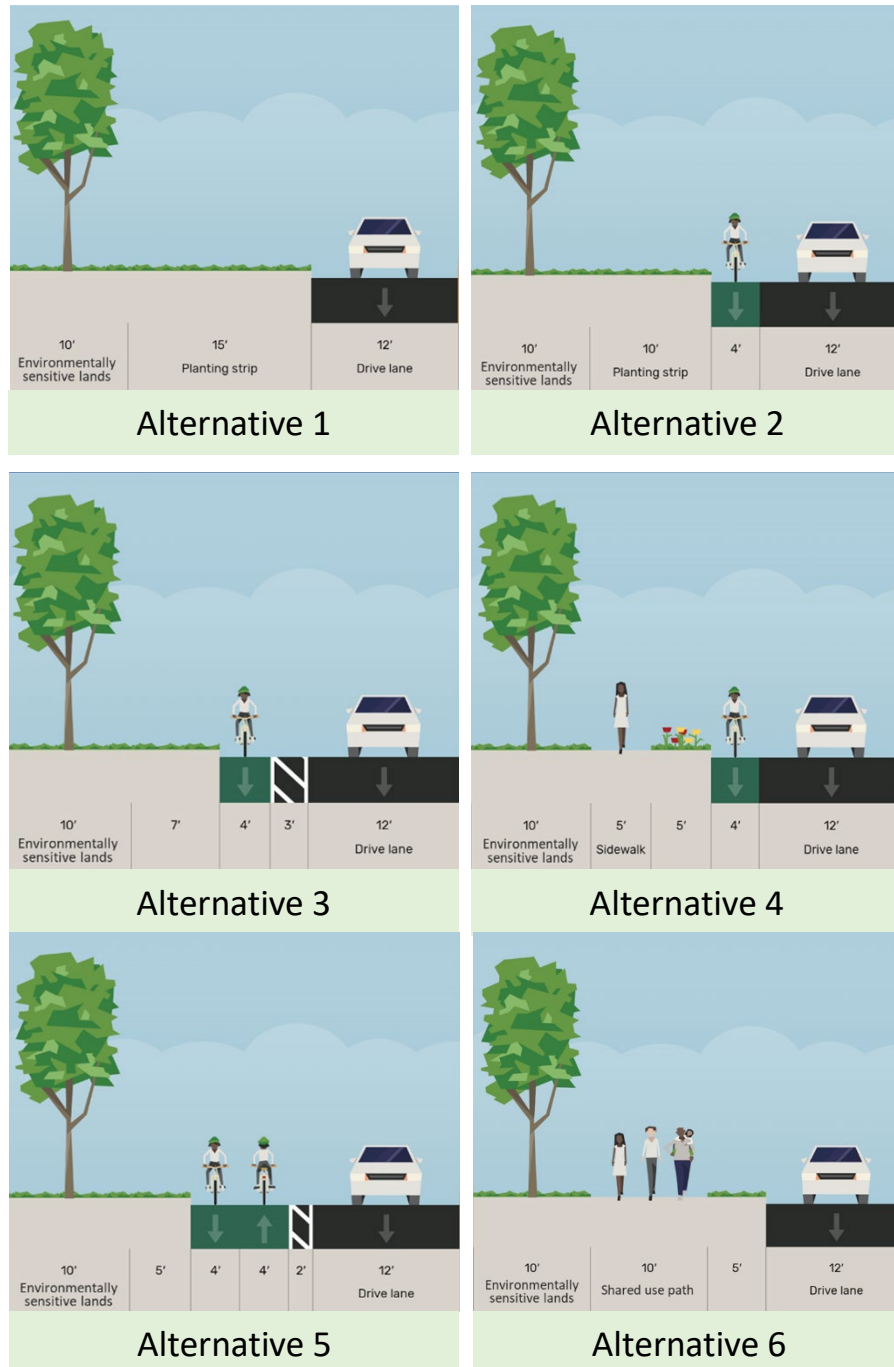 10’ 15’ 12’
Environmentally Planting strip Drive lane
sensitive lands
Alternative 1
10’ 10’ 4’ 12’
Environmentally Planting strip Drive lane
sensitive lands
Alternative 2
10’ 7’ 4’ 3’ 12’
Environmentally Drive lane
sensitive lands
Alternative 3
10’ 5’ 5’ 4’ 12’
Environmentally Sidewalk Drive lane
sensitive lands
Alternative 4
10’ 5’ 4’ 4’ 2’ 12’
Environmentally Drive lane
sensitive lands
Alternative 5
10’ 10’ 5’ 12’
Environmentally Shared use path Drive lane
sensitive lands
Alternative 6